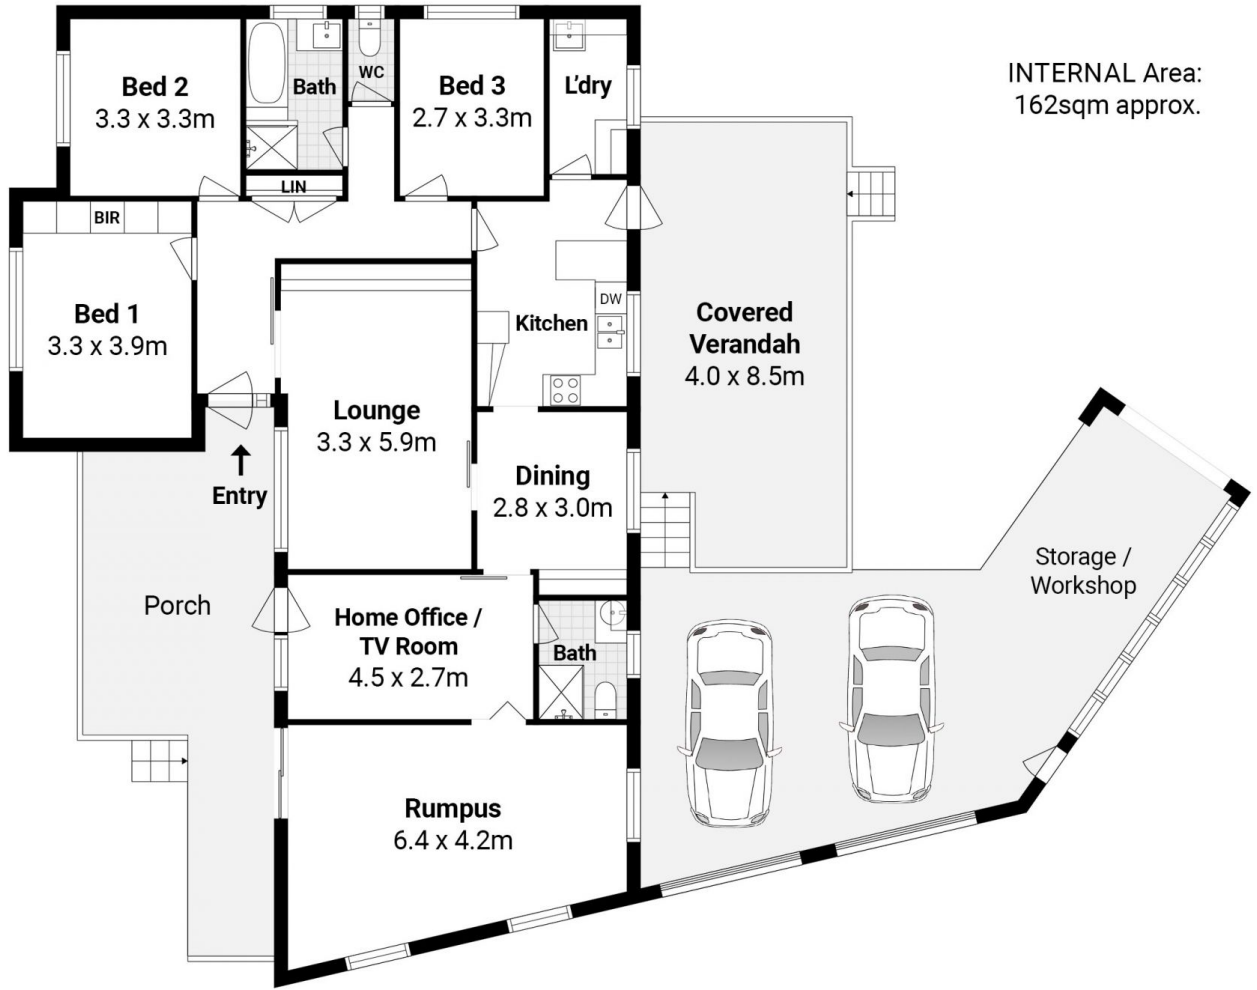 INTERNAL Area:
162sqm approx.
Bed 2
3.3 x 3.3m
Bath
WC
Bed 3
2.7 x 3.3m
L'dry
LIN
BIR
Bed 1
3.3 x 3.9m
Kitchen
DW
Covered
Verandah
4.0 x 8.5m
Lounge
3.3 x 5.9m
Dining
2.8 x 3.0m
Entry
Porch
Home Office /
TV Room
4.5 x 2.7m
Bath
Storage /
Workshop
Rumpus
6.4 x 4.2m